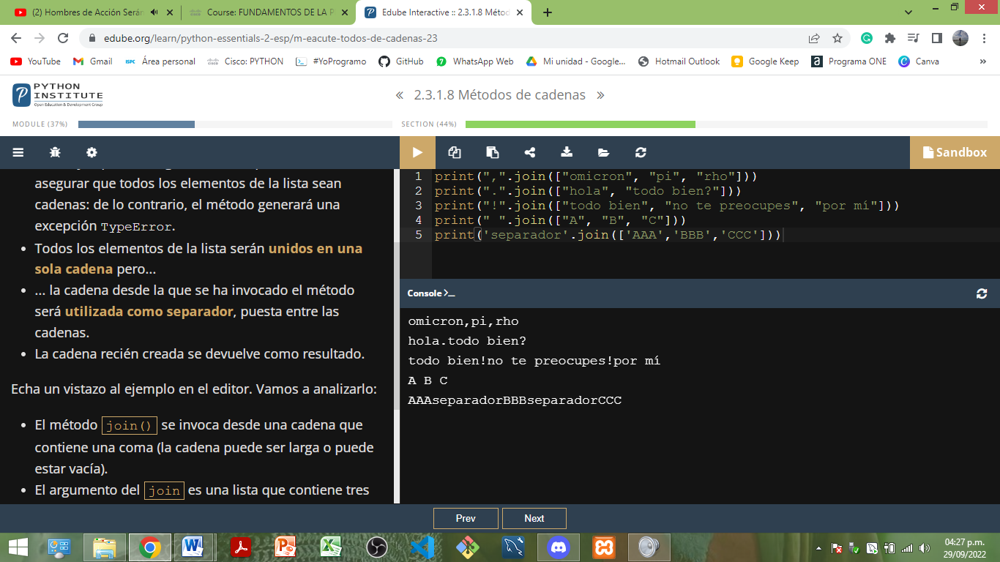 (2) Hombres de Acción Serán
Course: FUNDAMENTOS DE LA P
Edube Interactive :: 2.3.1.8 Métod
edube.org/learn/python-essentials-2-esp/m-eacute-todos-de-cadenas-23
YouTube
Gmail
ISPC Área personal
Cisco: PYTHON
#YoProgramo
GitHub
7 WhatsApp Web
Mi unidad - Google...
Hotmail Outlook
Google Keep
a Programa ONE
Canva
»
PYTHON
INSTITUTE
Open Education & Development Group
« 2.3.1.8 Métodos de cadenas »
MODULE (37%)
SECTION (44%)
Sandbox
asegurar que todos los elementos de la lista sean
cadenas: de lo contrario, el método generará una
excepción TypeError.
• Todos los elementos de la lista serán unidos en una
sola cadena pero...
• ... la cadena desde la que se ha invocado el método
será utilizada como separador, puesta entre las
cadenas.
• La cadena recién creada se devuelve como resultado.
Echa un vistazo al ejemplo en el editor. Vamos a analizarlo:
• El método join() se invoca desde una cadena que
contiene una coma (la cadena puede ser larga o puede
estar vacía).
• El argumento del join es una lista que contiene tres
1 print(",".join(["omicron", "pi", "rho"]))
2 print(".".join(["hola", "todo bien?"]))
3 print("!".join(["todo bien", "no te preocupes", "por mí"]))
4 print(" ".join(["A", "B", "C"]))
5 print('separador'.join(['AAA','BBB','CCC']))
Console >_
omicron,pi,rho
hola.todo bien?
todo bien!no te preocupes!por mí
A B C
AAAseparadorBBBseparadorCCC
Prev
Next
04:27 p.m.
29/09/2022